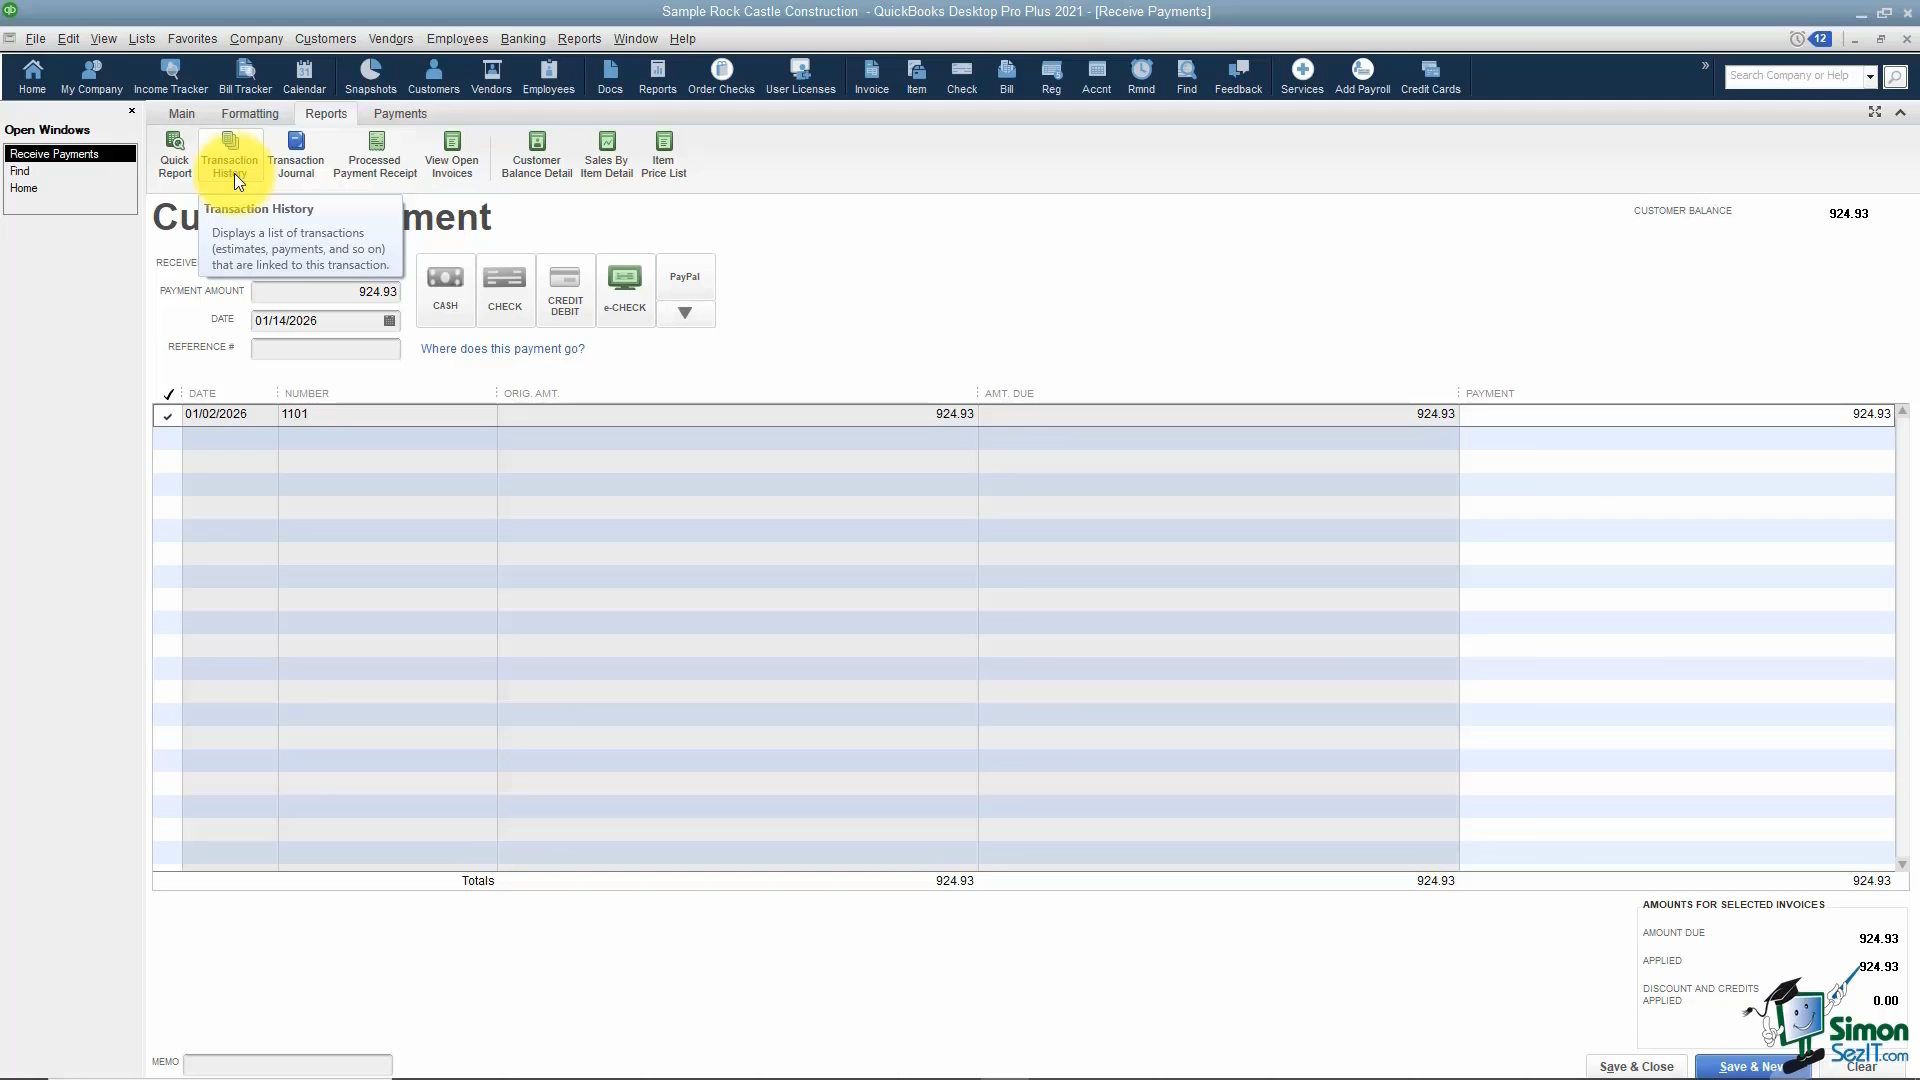 Sample Rock Castle Construction - QuickBooks Desktop Pro Plus 2021 - [Receive Payments]
qb
File Edit View Lists Favorites Company Customers Vendors Employees Banking Reports Window Help
12
Home My Company Income Tracker Bill Tracker Calendar Snapshots Customers Vendors Employees Docs Reports Order Checks User Licenses Invoice Item Check Bill Reg Accnt Rmnd Find Feedback Services Add Payroll Credit Cards
Search Company or Help
Main Formatting Reports Payments
Open Windows
Receive Payments
Find
Home
Quick Report
Transaction History
Transaction Journal
Processed Payment Receipt
View Open Invoices
Customer Balance Detail
Sales By Item Detail
Item Price List
Transaction History
Displays a list of transactions
(estimates, payments, and so on)
that are linked to this transaction.
Cu ment
CUSTOMER BALANCE 924.93
RECEIVE
PAYMENT AMOUNT 924.93
DATE 01/14/2026
REFERENCE #
CASH
CHECK
CREDIT
DEBIT
e-CHECK
PayPal
Where does this payment go?
DATE NUMBER ORIG. AMT. AMT. DUE PAYMENT
01/02/2026 1101 924.93 924.93 924.93
Totals 924.93 924.93 924.93
AMOUNTS FOR SELECTED INVOICES
AMOUNT DUE 924.93
APPLIED 924.93
DISCOUNT AND CREDITS
APPLIED 0.00
MEMO
Save & Close Save & New Clear
Simon
SezIT.com